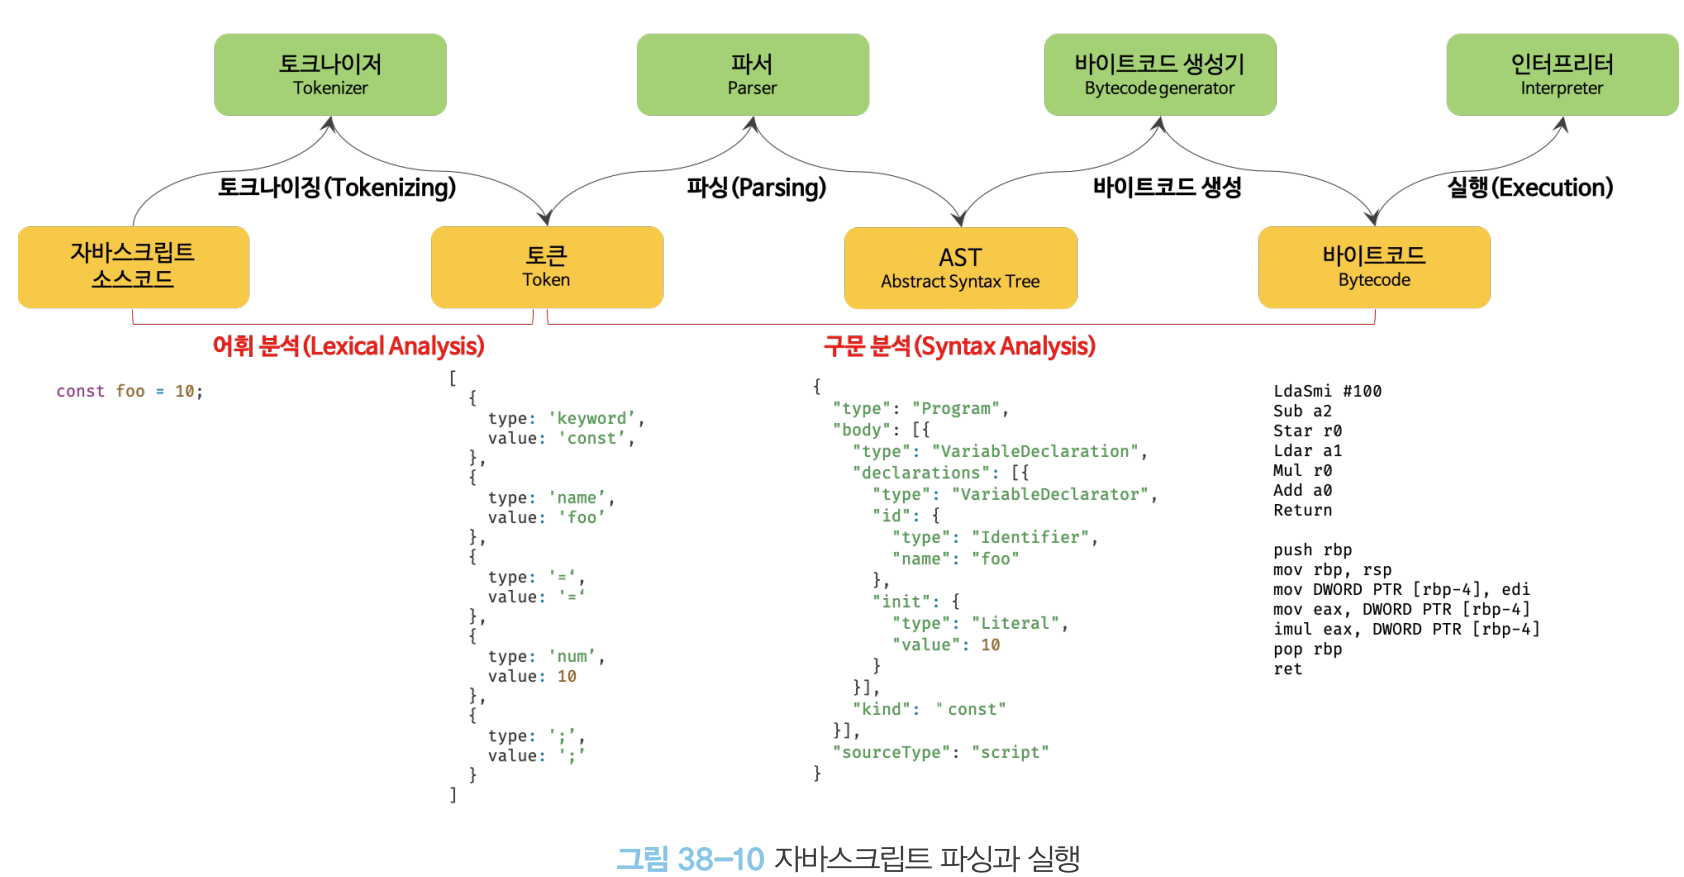 토크나이저
Tokenizer
파서
Parser
바이트코드 생성기
Bytecode generator
인터프리터
Interpreter
토크나이징(Tokenizing)
파싱(Parsing)
바이트코드 생성
실행(Execution)
자바스크립트
소스코드
토큰
Token
AST
Abstract Syntax Tree
바이트코드
Bytecode
어휘 분석(Lexical Analysis)
구문 분석(Syntax Analysis)
const foo = 10;
[
  {
    type: 'keyword’,
    value: 'const’,
  },
  {
    type: 'name’,
    value: 'foo’
  },
  {
    type: '=‘,
    value: '=‘
  },
  {
    type: 'num’,
    value: 10
  },
  {
    type: ';’,
    value: ';’
  }
]
{
  "type": "Program",
  "body": [{
    "type": "VariableDeclaration",
    "declarations": [{
      "type": "VariableDeclarator",
      "id": {
        "type": "Identifier",
        "name": "foo"
      },
      "init": {
        "type": "Literal",
        "value": 10
      }
    }],
    "kind": "const"
  }],
  "sourceType": "script"
}
LdaSmi #100
Sub a2
Star r0
Ldar a1
Mul r0
Add a0
Return
push rbp
mov rbp, rsp
mov DWORD PTR [rbp-4], edi
mov eax, DWORD PTR [rbp-4]
imul eax, DWORD PTR [rbp-4]
pop rbp
ret
그림 38-10 자바스크립트 파싱과 실행